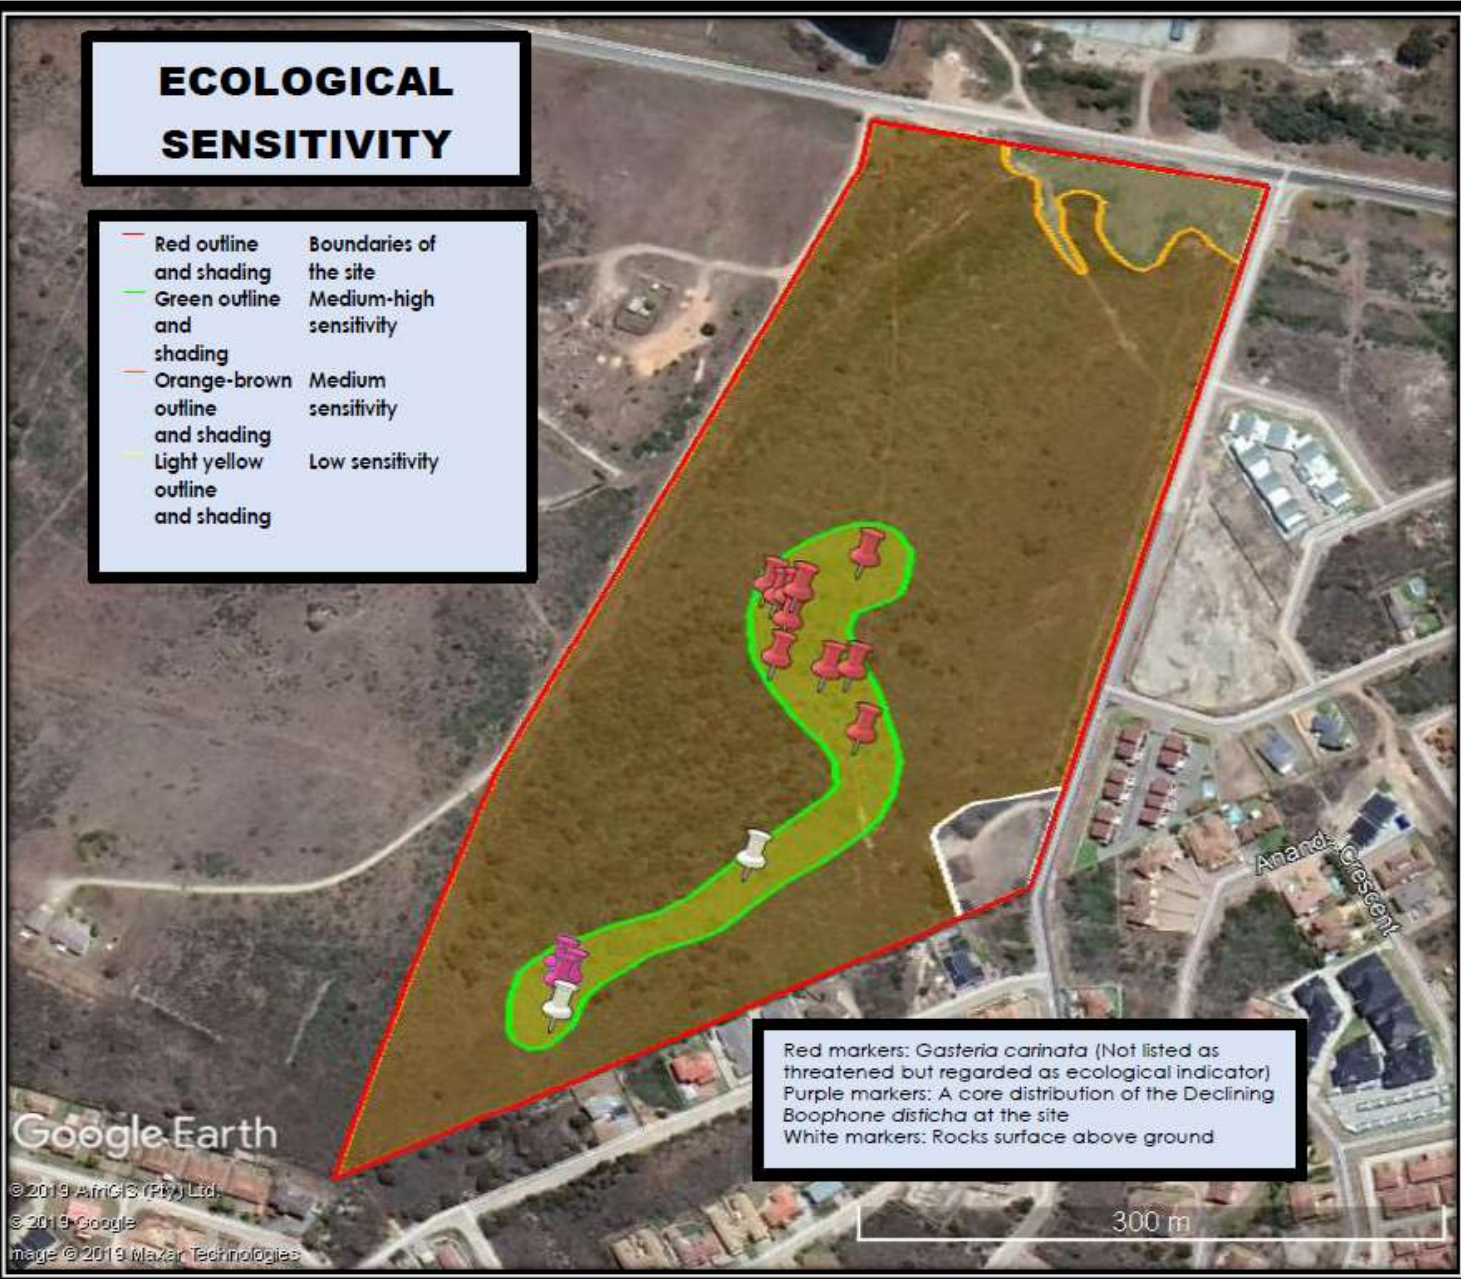 ECOLOGICAL
SENSITIVITY
Red outline Boundaries of
and shading the site
Green outline Medium-high
and sensitivity
shading
Orange-brown Medium
outline sensitivity
and shading
Light yellow Low sensitivity
outline
and shading
Anand Crescent
Red markers: Gasteria carinata (Not listed as
threatened but regarded as ecological indicator)
Purple markers: A core distribution of the Declining
Boophone disticha at the site
White markers: Rocks surface above ground
Google Earth
© 2019 AfriGIS (Pty) Ltd.
© 2019 Google
mage © 2019 Maxar Technologies
300 m